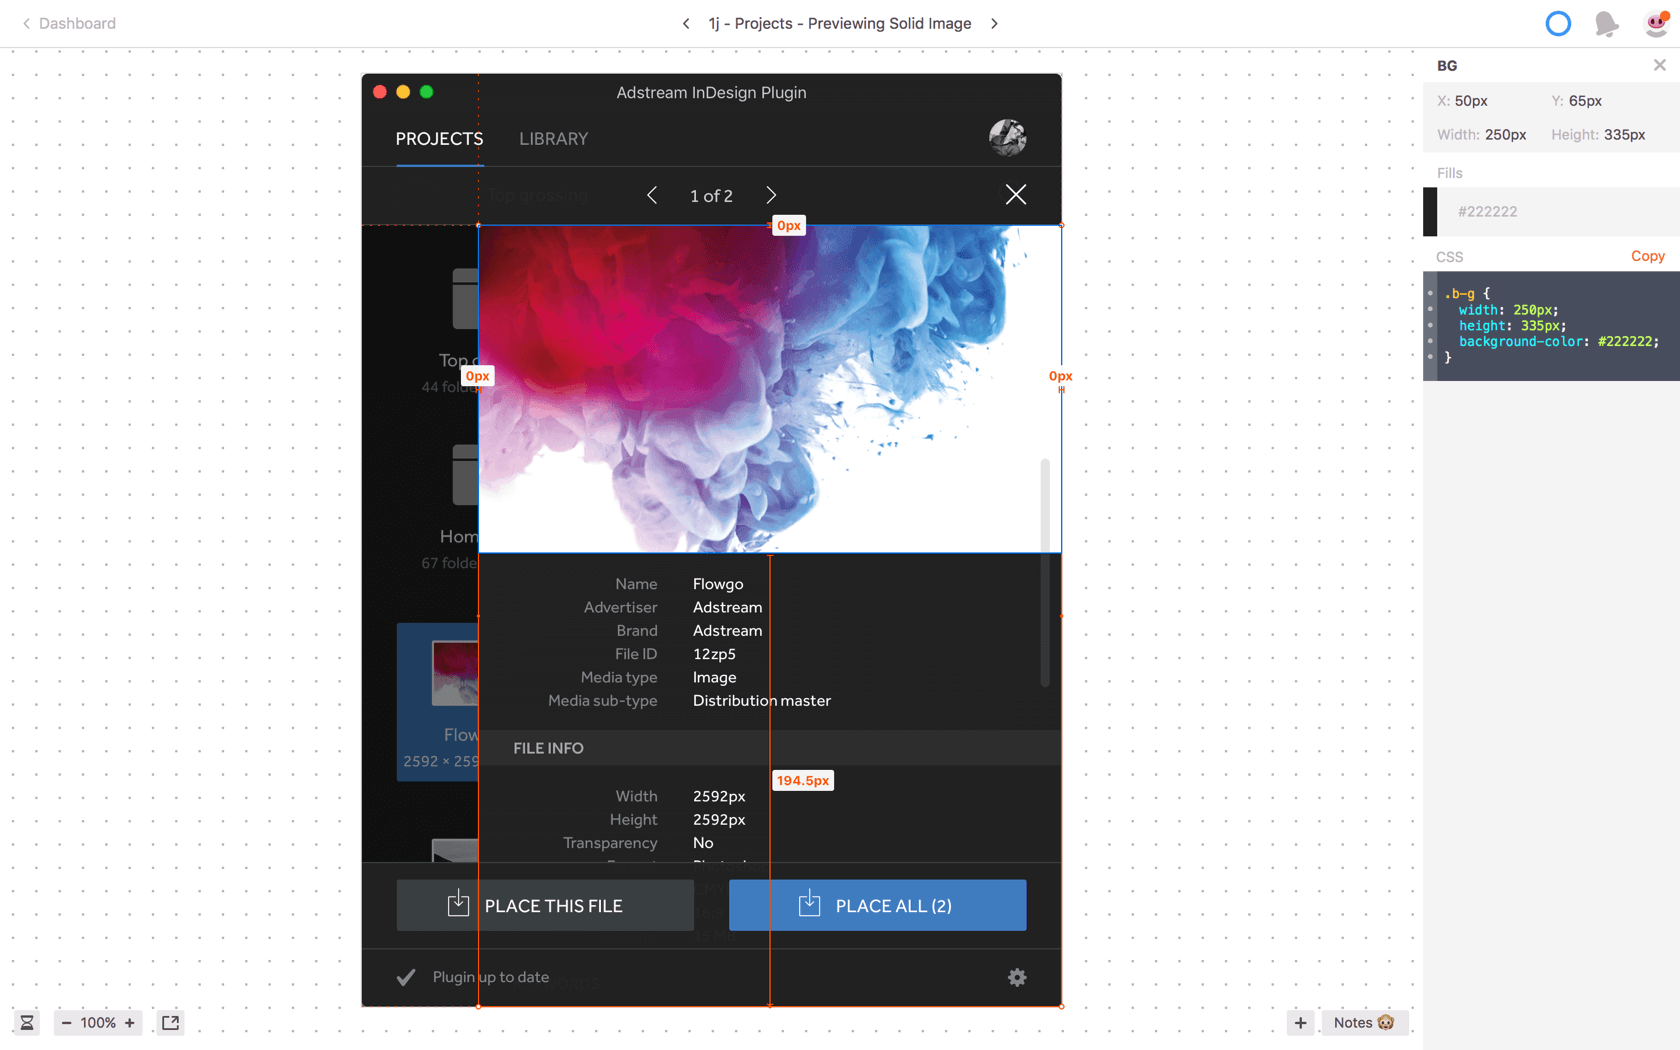 Dashboard
1j - Projects - Previewing Solid Image
BG
X: 50px Y: 65px
Width: 250px Height: 335px
Fills
#222222
CSS Copy
.b-g {
width: 250px;
height: 335px;
background-color: #222222;
}
Adstream InDesign Plugin
PROJECTS LIBRARY
Top grossing
1 of 2
0px
0px
0px
Top
44 folde
Hom
67 folde
Flow
2592 × 259
Name Flowgo
Advertiser Adstream
Brand Adstream
File ID 12zp5
Media type Image
Media sub-type Distribution master
FILE INFO
194.5px
Width 2592px
Height 2592px
Transparency No
PLACE THIS FILE
PLACE ALL (2)
Plugin up to date
100%
Notes